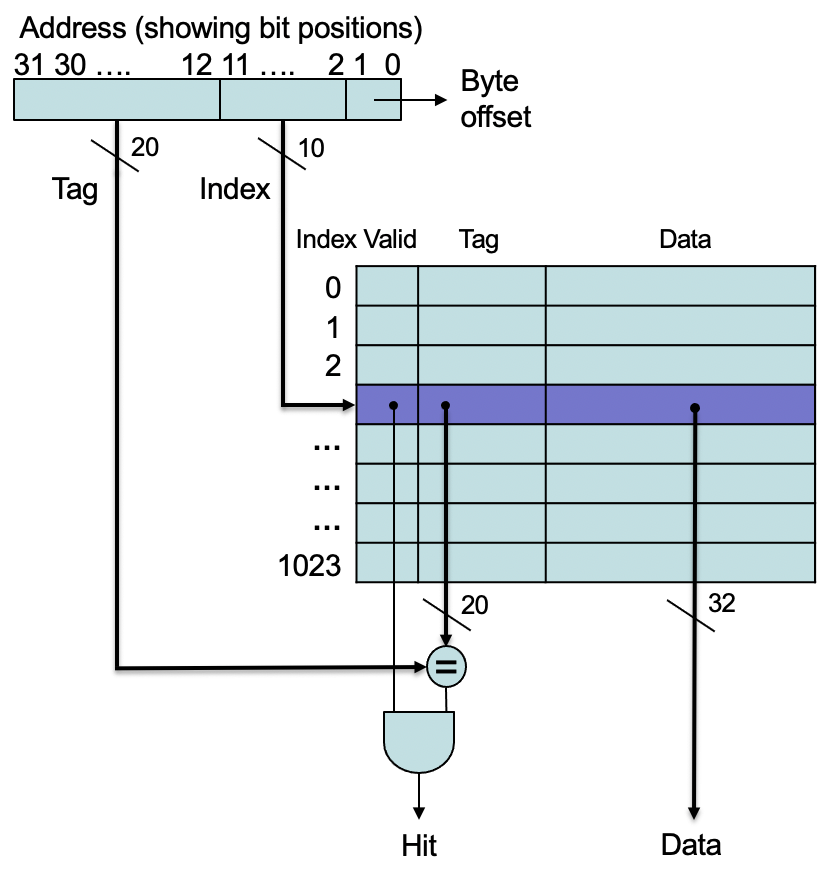 Address (showing bit positions)
31 30 .... 12 11 .... 2 1 0
Byte
offset
20
10
Tag
Index
Index Valid Tag Data
0
1
2
...
...
...
1023
20
32
=
Hit
Data